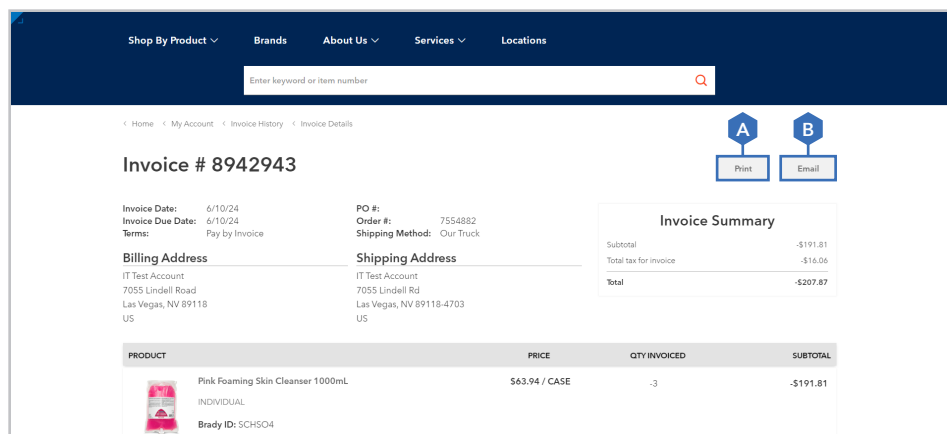 Shop By Product Brands About Us Services Locations
Enter keyword or item number
< Home < My Account < Invoice History < Invoice Details
A B
Invoice # 8942943
Print Email
Invoice Date: 6/10/24
Invoice Due Date: 6/10/24
Terms: Pay by Invoice
PO #:
Order #: 7554882
Shipping Method: Our Truck
Billing Address
IT Test Account
7055 Lindell Road
Las Vegas, NV 89118
US
Shipping Address
IT Test Account
7055 Lindell Rd
Las Vegas, NV 89118-4703
US
Invoice Summary
Subtotal -$191.81
Total tax for invoice -$16.06
Total -$207.87
PRODUCT PRICE QTY INVOICED SUBTOTAL
Pink Foaming Skin Cleanser 1000mL $63.94 / CASE -3 -$191.81
INDIVIDUAL
Brady ID: SCHSO4